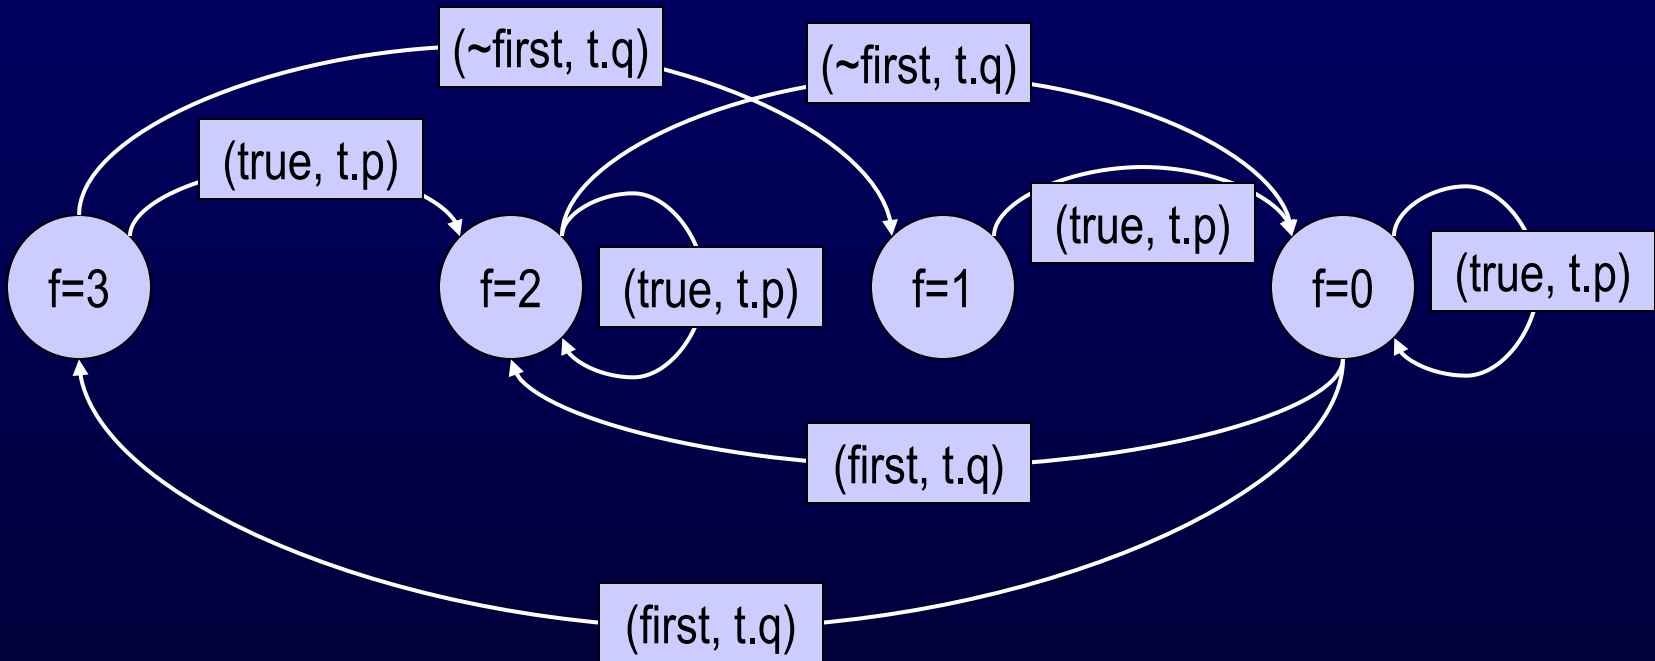 (~first, t.q)
(~first, t.q)
(true, t.p)
(true, t.p)
(true, t.p)
(true, t.p)
f=3
f=2
f=1
f=0
(first, t.q)
(first, t.q)